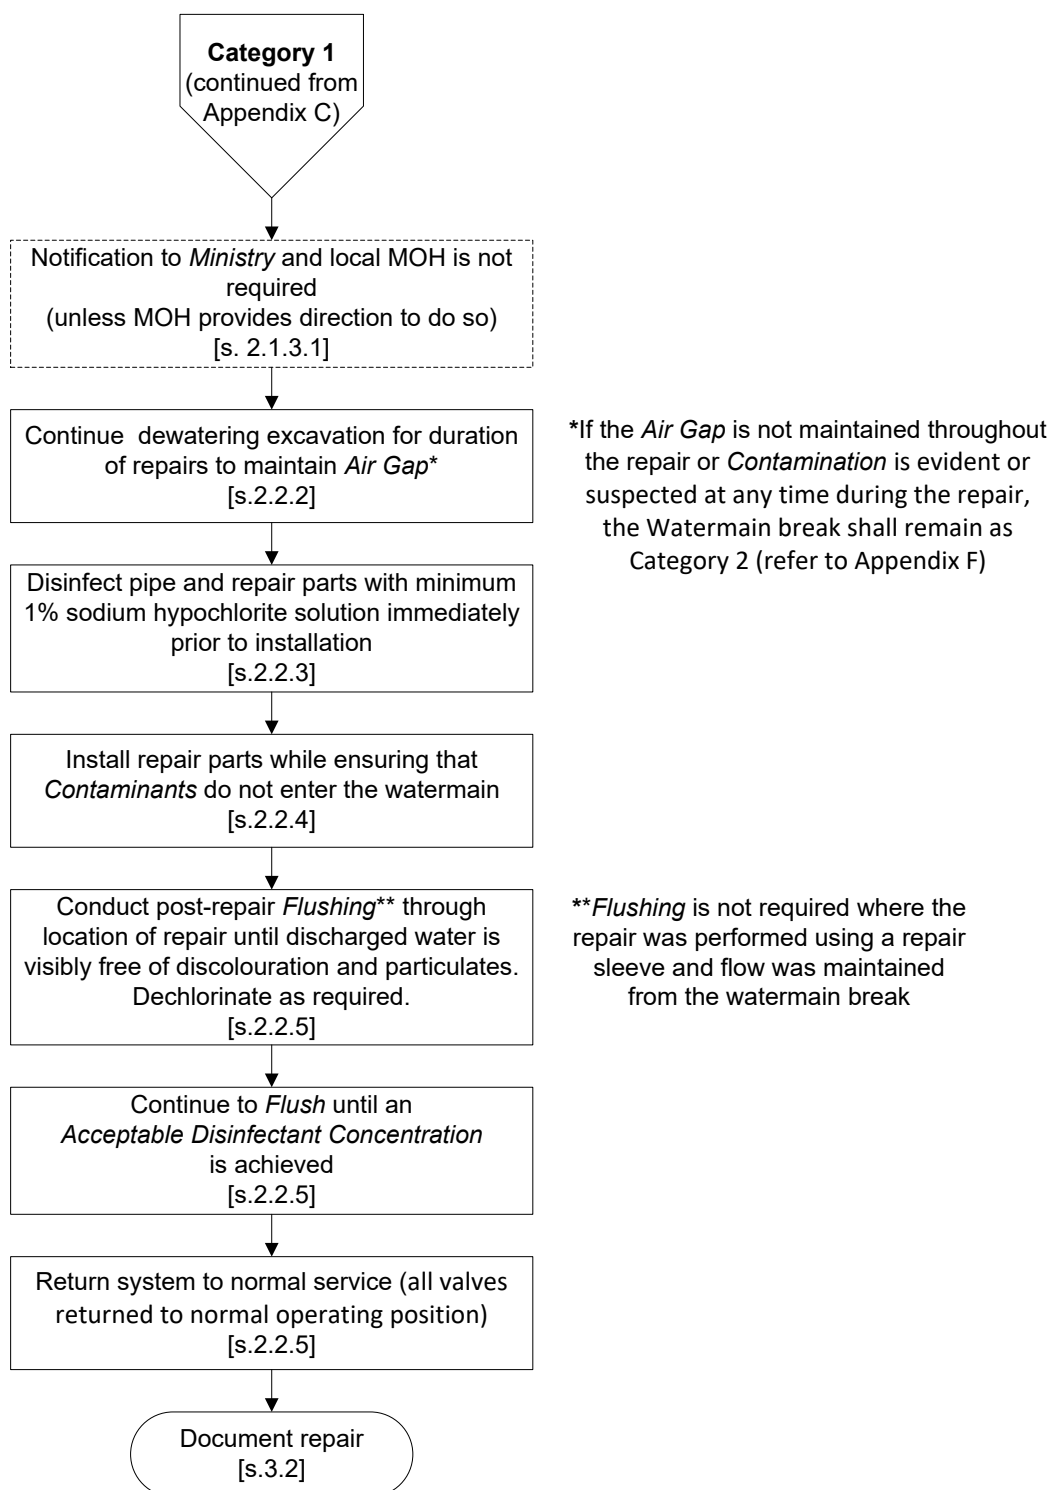 Category 1
(continued from
Appendix C)
Notification to Ministry and local MOH is not
required
(unless MOH provides direction to do so)
[s. 2.1.3.1]
Continue  dewatering excavation for duration
of repairs to maintain Air Gap*
[s.2.2.2]
*If the Air Gap is not maintained throughout
the repair or Contamination is evident or
suspected at any time during the repair,
the Watermain break shall remain as
Category 2 (refer to Appendix F)
Disinfect pipe and repair parts with minimum
1% sodium hypochlorite solution immediately
prior to installation
[s.2.2.3]
Install repair parts while ensuring that
Contaminants do not enter the watermain
[s.2.2.4]
Conduct post-repair Flushing** through
location of repair until discharged water is
visibly free of discolouration and particulates.
Dechlorinate as required.
[s.2.2.5]
**Flushing is not required where the
repair was performed using a repair
sleeve and flow was maintained
from the watermain break
Continue to Flush until an
Acceptable Disinfectant Concentration
is achieved
[s.2.2.5]
Return system to normal service (all valves
returned to normal operating position)
[s.2.2.5]
Document repair
[s.3.2]